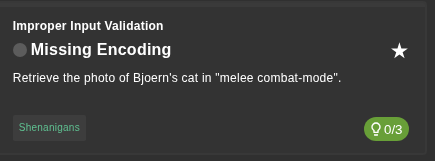 Improper Input Validation
Missing Encoding
Retrieve the photo of Bjoern's cat in "melee combat-mode".
Shenanigans
0/3